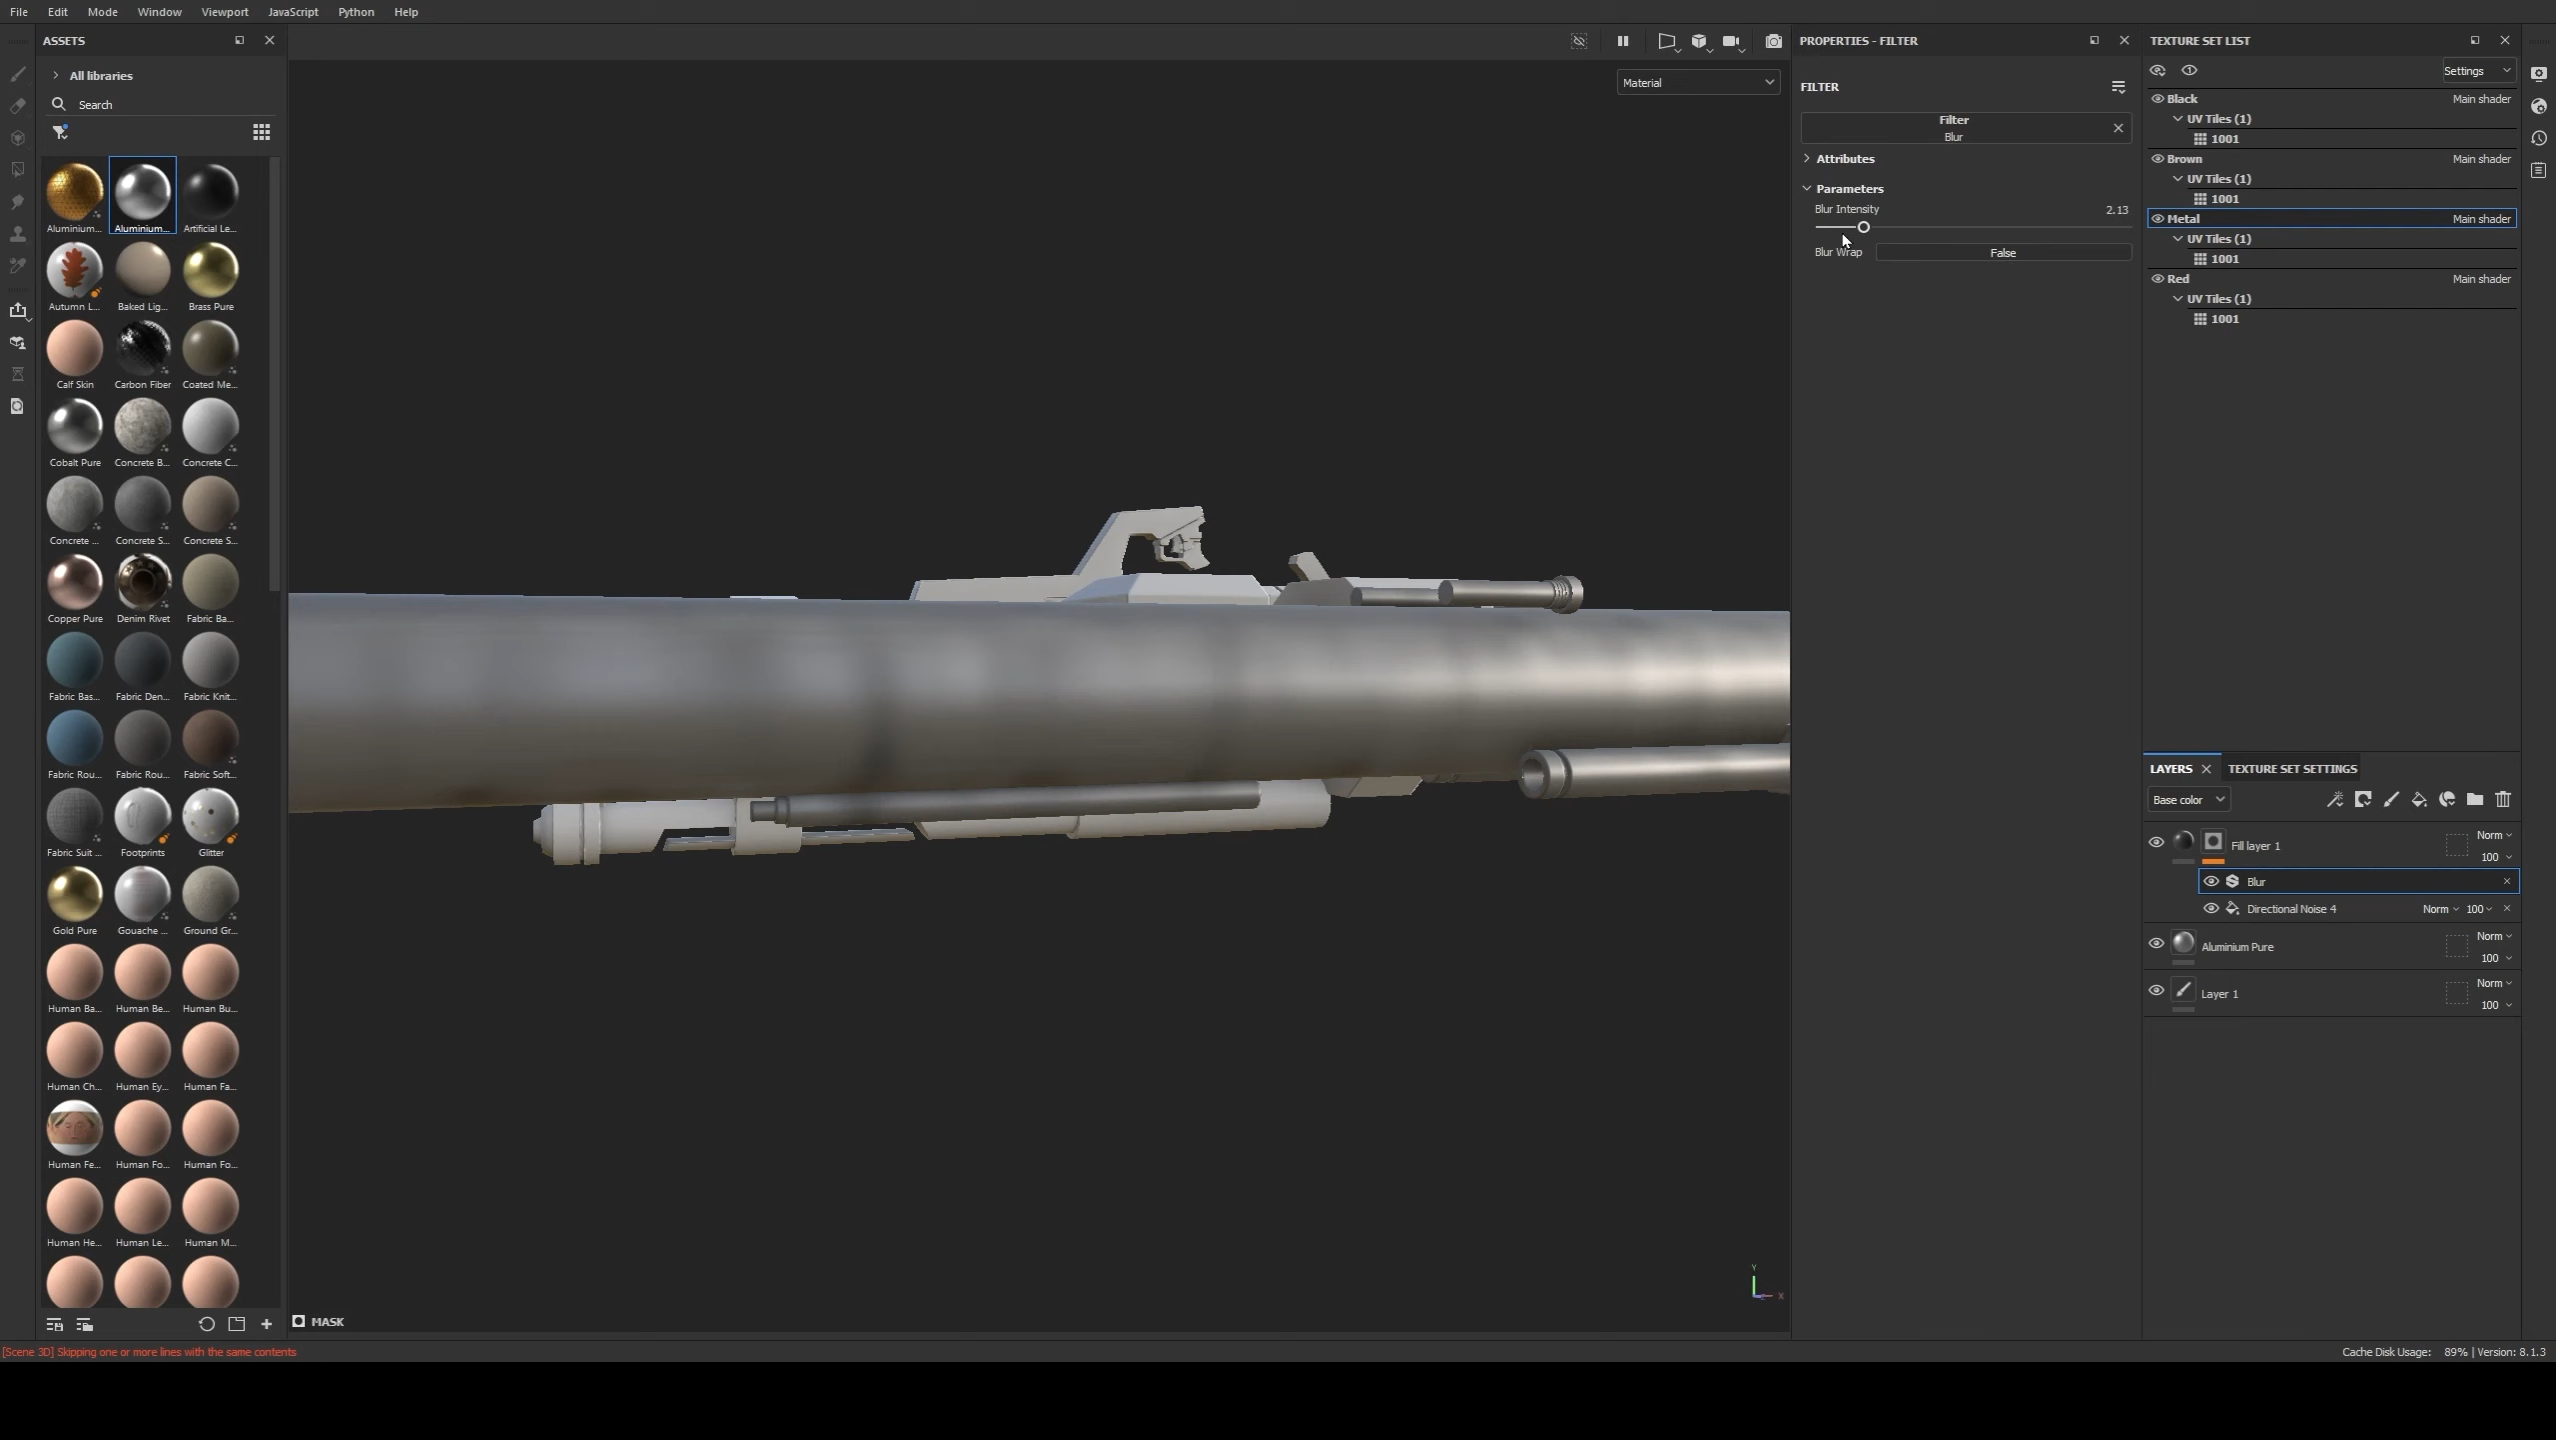 File Edit Mode Window Viewport JavaScript Python Help
ASSETS
All libraries
Search
Aluminium... Aluminium... Artificial Le...
Autumn L... Baked Lig... Brass Pure
Calf Skin Carbon Fiber Coated Me...
Cobalt Pure Concrete B... Concrete C...
Concrete ... Concrete S... Concrete S...
Copper Pure Denim Rivet Fabric Ba...
Fabric Bas... Fabric Den... Fabric Knit...
Fabric Rou... Fabric Rou... Fabric Soft...
Fabric Suit ... Footprints Glitter
Gold Pure Gouache ... Ground Gr...
Human Ba... Human Be... Human Bu...
Human Ch... Human Ey... Human Fa...
Human Fe... Human Fo... Human Fo...
Human He... Human Le... Human M...
Material
Y
X
MASK
PROPERTIES - FILTER
FILTER
Filter
Blur
Attributes
Parameters
Blur Intensity 2.13
Blur Wrap False
TEXTURE SET LIST
Settings
Black Main shader
UV Tiles (1)
1001
Brown Main shader
UV Tiles (1)
1001
Metal Main shader
UV Tiles (1)
1001
Red Main shader
UV Tiles (1)
1001
LAYERS TEXTURE SET SETTINGS
Base color
Fill layer 1 Norm
100
Blur
Directional Noise 4 Norm 100
Aluminium Pure Norm
100
Layer 1 Norm
100
[Scene 3D] Skipping one or more lines with the same contents
Cache Disk Usage: 89% | Version: 8.1.3